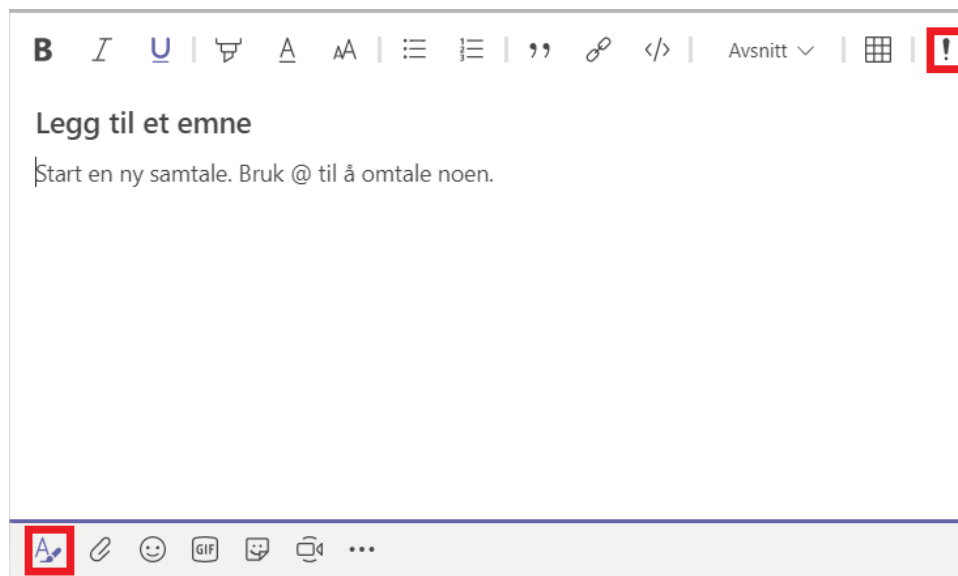 B I U A AA Avsnitt !
Legg til et emne
Start en ny samtale. Bruk @ til å omtale noen.
A GIF